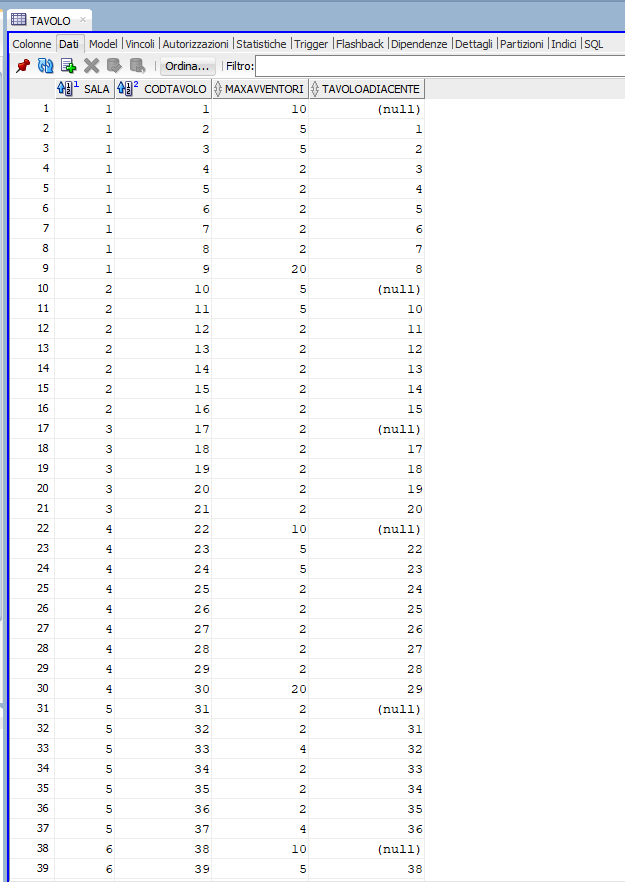 TAVOLO
Colonne Dati Model Vincoli Autorizzazioni Statistiche Trigger Flashback Dipendenze Dettagli Partizioni Indici SQL
Ordina... Filtro:
SALA CODTAVOLO MAXAVVENTORI TAVOLOADIACENTE
1 1 1 10 (null)
2 1 2 5 1
3 1 3 5 2
4 1 4 2 3
5 1 5 2 4
6 1 6 2 5
7 1 7 2 6
8 1 8 2 7
9 1 9 20 8
10 2 10 5 (null)
11 2 11 5 10
12 2 12 2 11
13 2 13 2 12
14 2 14 2 13
15 2 15 2 14
16 2 16 2 15
17 3 17 2 (null)
18 3 18 2 17
19 3 19 2 18
20 3 20 2 19
21 3 21 2 20
22 4 22 10 (null)
23 4 23 5 22
24 4 24 5 23
25 4 25 2 24
26 4 26 2 25
27 4 27 2 26
28 4 28 2 27
29 4 29 2 28
30 4 30 20 29
31 5 31 2 (null)
32 5 32 2 31
33 5 33 4 32
34 5 34 2 33
35 5 35 2 34
36 5 36 2 35
37 5 37 4 36
38 6 38 10 (null)
39 6 39 5 38